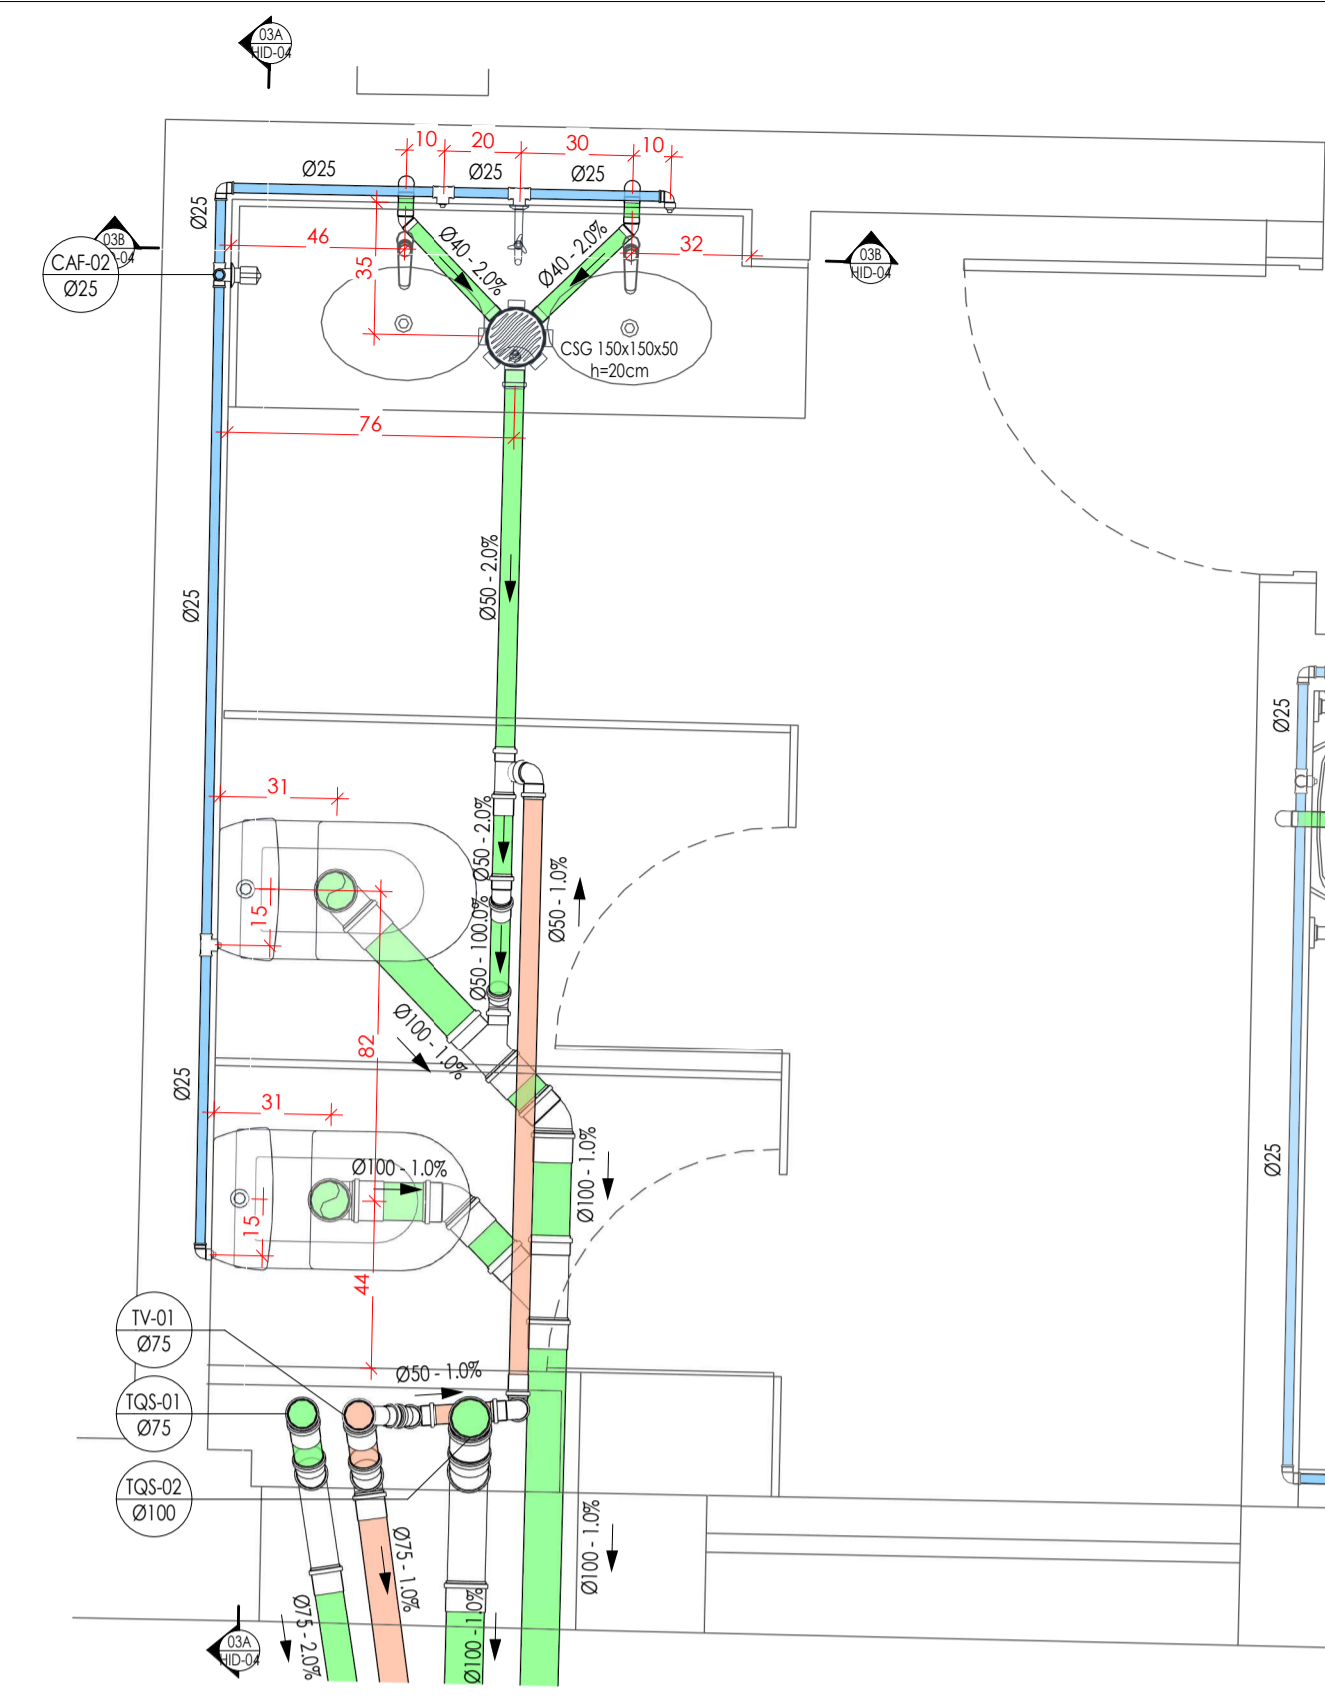 03A
HID-04
10
20
30
10
Ø25
Ø25
Ø25
Ø25
46
Ø40 - 2.0%
Ø40 - 2.0%
32
35
03B
-04
03B
HID-04
CAF-02
Ø25
CSG 150x150x50
h=20cm
76
Ø50 - 2.0%
Ø25
Ø25
31
Ø50 - 2.0%
Ø50 - 1.0%
15
Ø50 - 100.0%
Ø100 - 1.0%
82
Ø25
31
Ø100 - 1.0%
Ø100 - 1.0%
Ø25
15
44
TV-01
Ø75
Ø50 - 1.0%
TQS-01
Ø75
TQS-02
Ø100
Ø75 - 1.0%
Ø100 - 1.0%
Ø75 - 2.0%
Ø100 - 1.0%
03A
HID-04